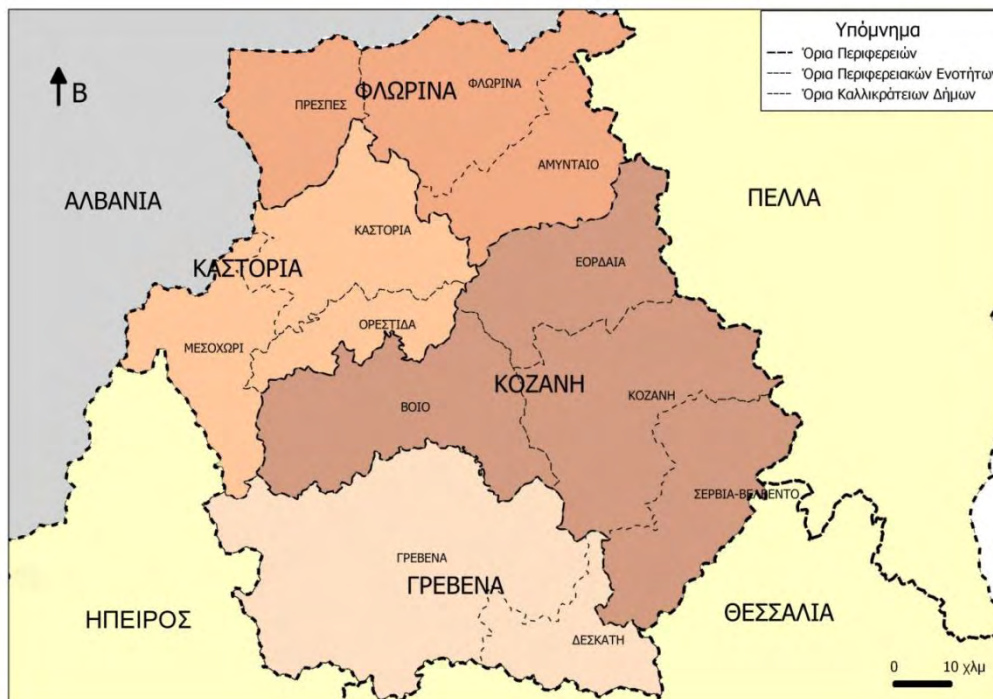 Υπόμνημα
Όρια Περιφερειών
Όρια Περιφερειακών Ενοτήτων
Όρια Καλλικράτειων Δήμων
Β
ΦΛΩΡΙΝΑ
ΦΛΩΡΙΝΑ
ΠΡΕΣΠΕΣ
ΑΜΥΝΤΑΙΟ
ΑΛΒΑΝΙΑ
ΠΕΛΛΑ
ΚΑΣΤΟΡΙΑ
ΕΟΡΔΑΙΑ
ΚΑΣΤΟΡΙΑ
ΟΡΕΣΤΙΔΑ
ΜΕΣΟΧΩΡΙ
ΚΟΖΑΝΗ
ΚΟΖΑΝΗ
ΒΟΙΟ
ΣΕΡΒΙΑ-ΒΕΛΒΕΝΤΟ
ΓΡΕΒΕΝΑ
ΓΡΕΒΕΝΑ
ΗΠΕΙΡΟΣ
ΘΕΣΣΑΛΙΑ
ΔΕΣΚΑΤΗ
0 10 χλμ